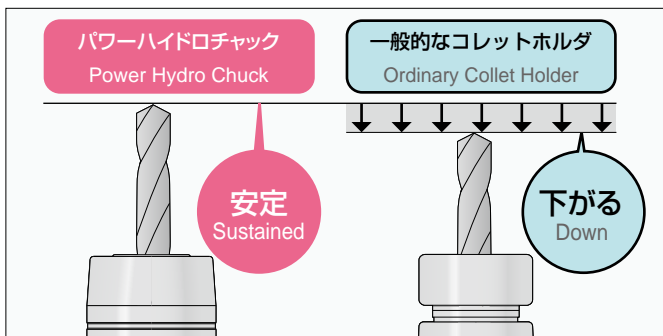 パワーハイドロチャック
Power Hydro Chuck
一般的なコレットホルダ
Ordinary Collet Holder
安定
Sustained
下がる
Down